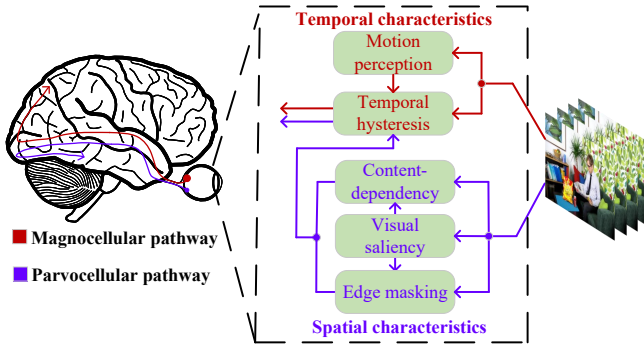 Temporal characteristics
Motion
perception
Temporal
hysteresis
Content-
dependency
Visual
saliency
Edge masking
Spatial characteristics
Magnocellular pathway
Parvocellular pathway